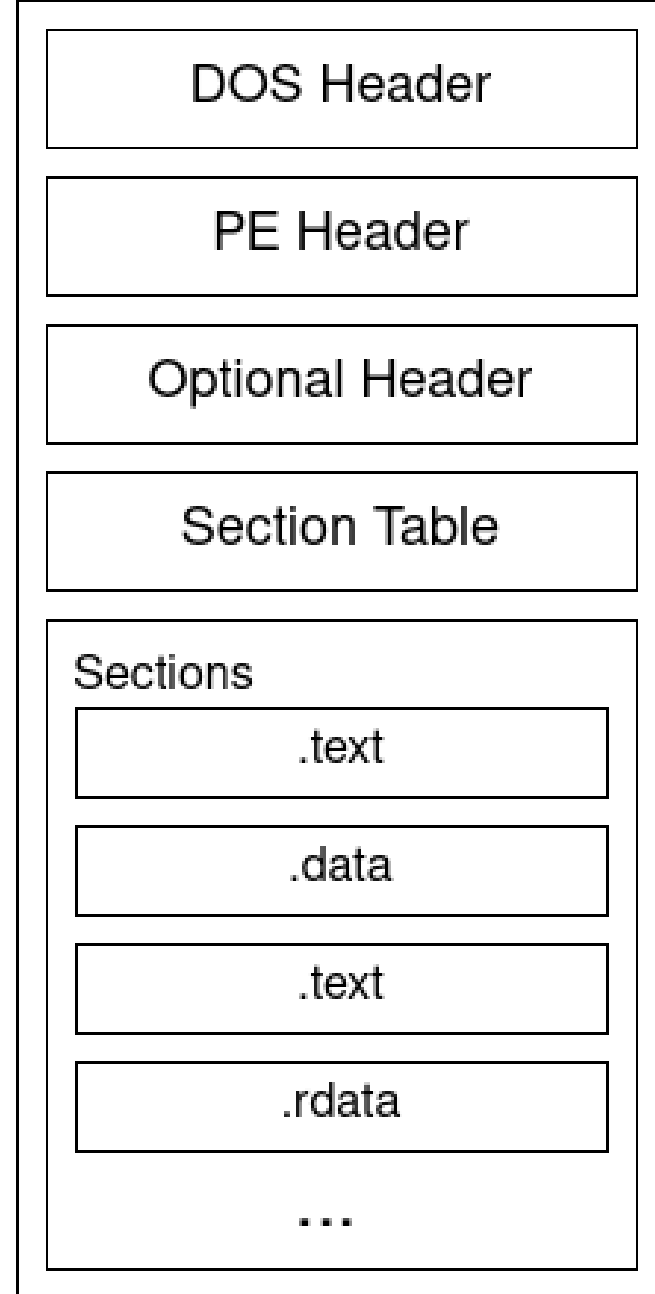 DOS Header
PE Header
Optional Header
Section Table
Sections
.text
.data
.text
.rdata
...